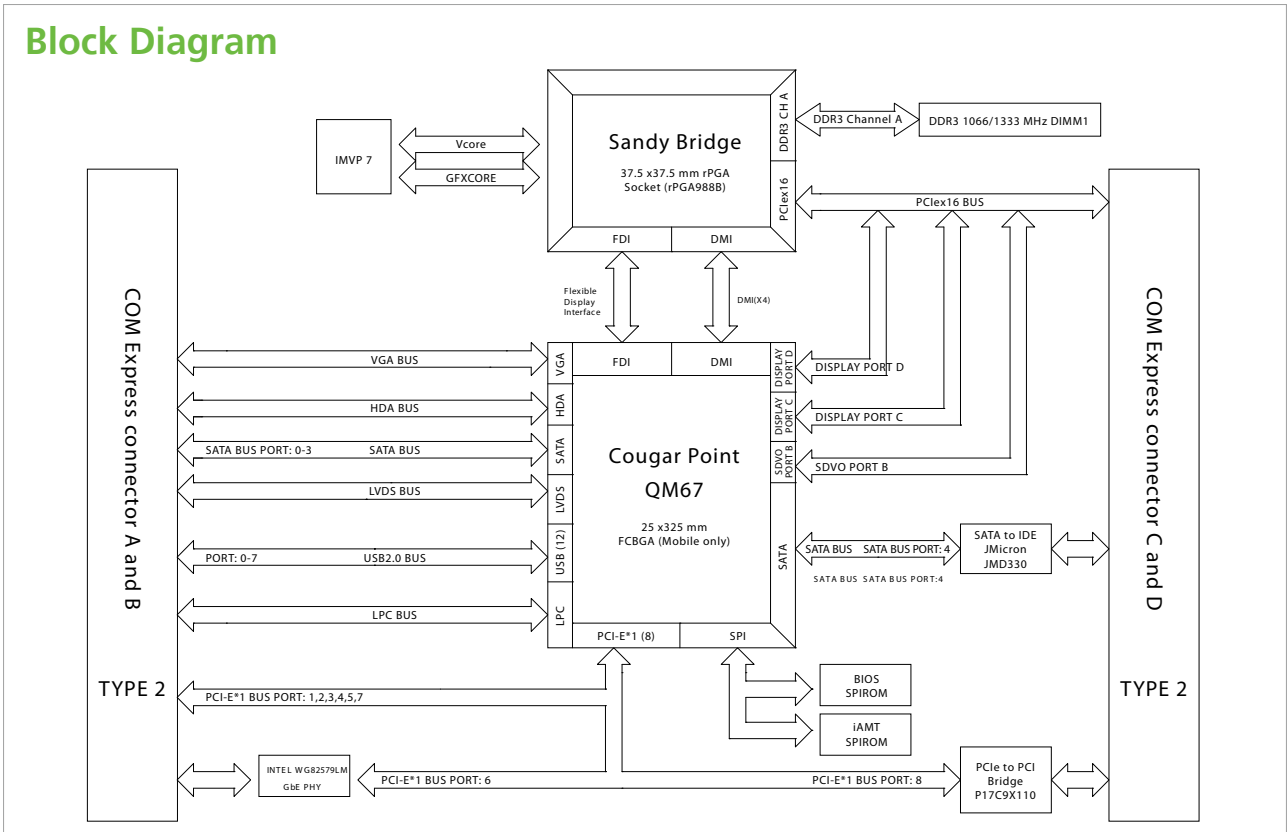 Block Diagram
IMVP 7
Vcore
GFXCORE
Sandy Bridge
37.5 x37.5 mm rPGA
Socket (rPGA988B)
DDR3 CH A
PCIex16
FDI
DMI
DDR3 Channel A
DDR3 1066/1333 MHz DIMM1
PCIex16 BUS
Flexible
Display
Interface
DMI(X4)
COM Express connector A and B
TYPE 2
VGA BUS
HDA BUS
SATA BUS PORT: 0-3
SATA BUS
LVDS BUS
PORT: 0-7
USB2.0 BUS
LPC BUS
VGA
HDA
SATA
LVDS
USB (12)
LPC
FDI
DMI
Cougar Point
QM67
25 x325 mm
FCBGA (Mobile only)
PCI-E*1 (8)
SPI
DISPLAY
PORT D
DISPLAY
PORT C
SDVO
PORT B
SATA
DISPLAY PORT D
DISPLAY PORT C
SDVO PORT B
SATA BUS
SATA BUS PORT: 4
SATA BUS SATA BUS PORT:4
SATA to IDE
JMicron
JMD330
COM Express connector C and D
TYPE 2
PCI-E*1 BUS PORT: 1,2,3,4,5,7
BIOS
SPIROM
iAMT
SPIROM
INTEL WG82579LM
GbE PHY
PCI-E*1 BUS PORT: 6
PCI-E*1 BUS PORT: 8
PCIe to PCI
Bridge
P17C9X110